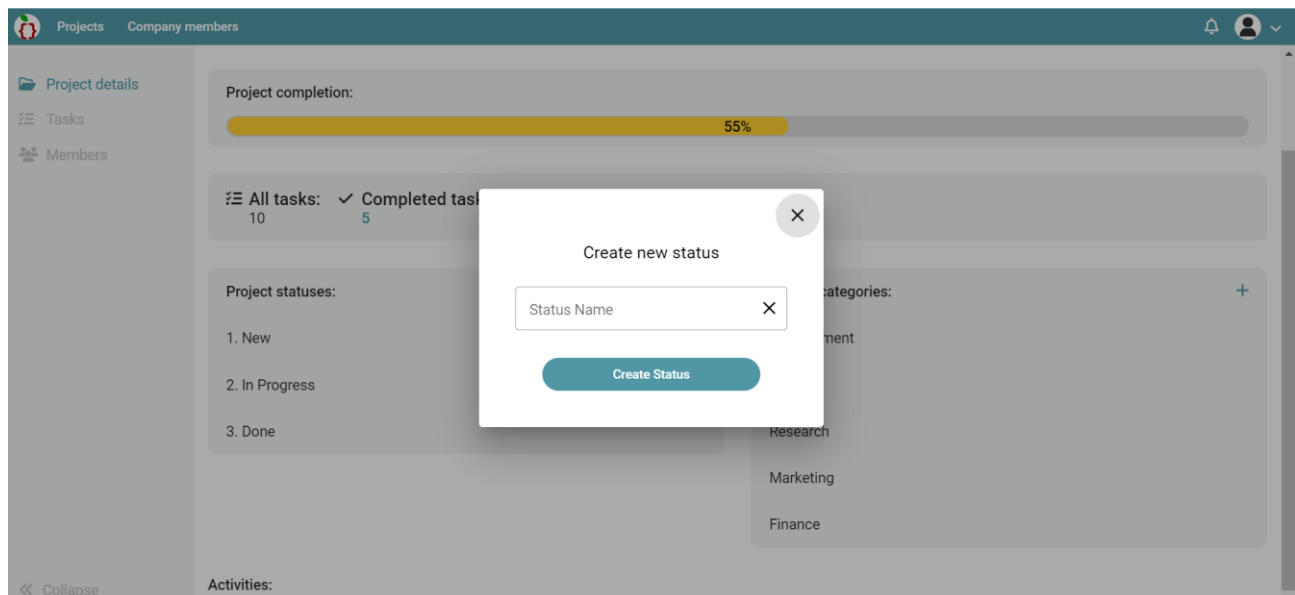 Projects Company members
Project details
Tasks
Members
Collapse
Project completion:
55%
All tasks: Completed task
10 5
Project statuses:
1. New
2. In Progress
3. Done
Create new status
Status Name
Create Status
categories:
Research
Marketing
Finance
Activities: